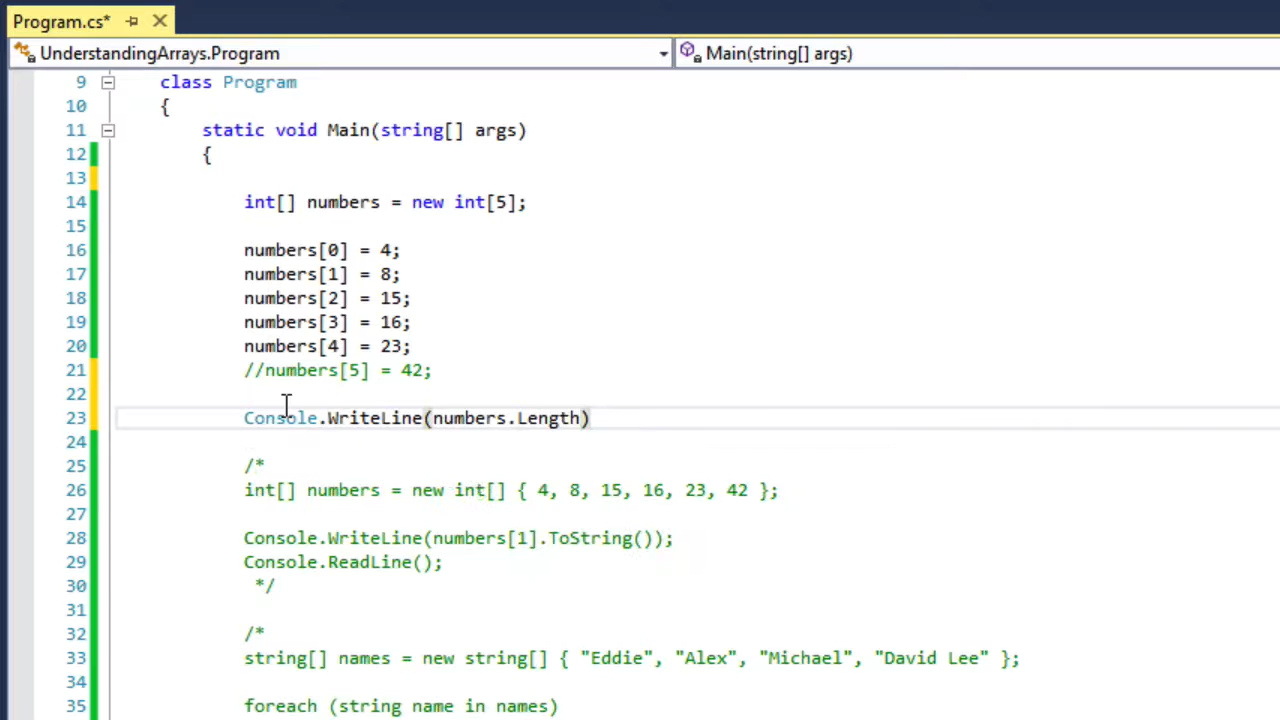 Program.cs*
UnderstandingArrays.Program
Main(string[] args)
9 class Program
10 {
11 static void Main(string[] args)
12 {
13
14 int[] numbers = new int[5];
15
16 numbers[0] = 4;
17 numbers[1] = 8;
18 numbers[2] = 15;
19 numbers[3] = 16;
20 numbers[4] = 23;
21 //numbers[5] = 42;
22
23 Console.WriteLine(numbers.Length)
24
25 /*
26 int[] numbers = new int[] { 4, 8, 15, 16, 23, 42 };
27
28 Console.WriteLine(numbers[1].ToString());
29 Console.ReadLine();
30 */
31
32 /*
33 string[] names = new string[] { "Eddie", "Alex", "Michael", "David Lee" };
34
35 foreach (string name in names)